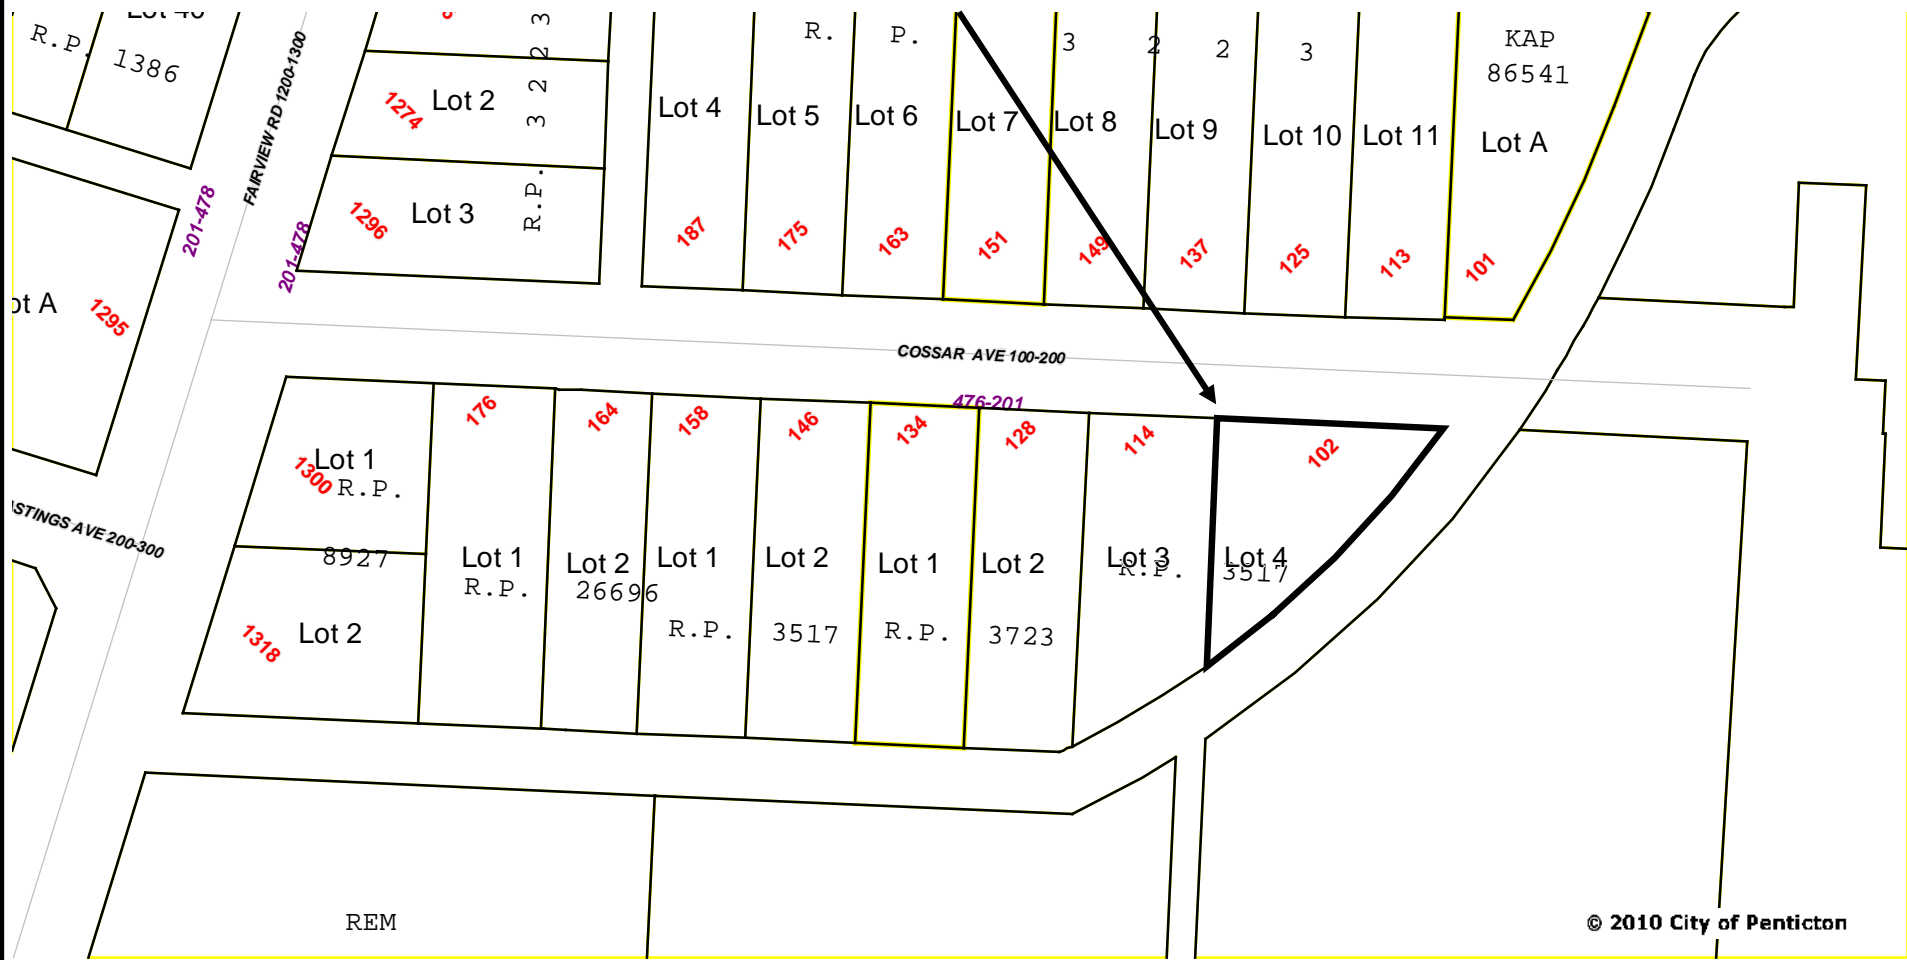 R.P.
1386
FAIRVIEW RD 1200-1300
201-478
201-478
1274
Lot 2
1296
Lot 3
R.P. 3 2 2 3
R. P. 3 2 2 3
Lot 4
Lot 5
Lot 6
Lot 7
Lot 8
Lot 9
Lot 10
Lot 11
KAP
86541
Lot A
187
175
163
151
149
137
125
113
101
1295
COSSAR AVE 100-200
476-201
176
164
158
146
134
128
114
102
Lot 1
1300
R.P.
8927
Lot 2
1318
Lot 1
R.P.
Lot 2
26696
Lot 1
R.P.
Lot 2
3517
Lot 1
R.P.
Lot 2
3723
Lot 3
R.P.
Lot 4
3517
AVE 200-300
REM
© 2010 City of Penticton